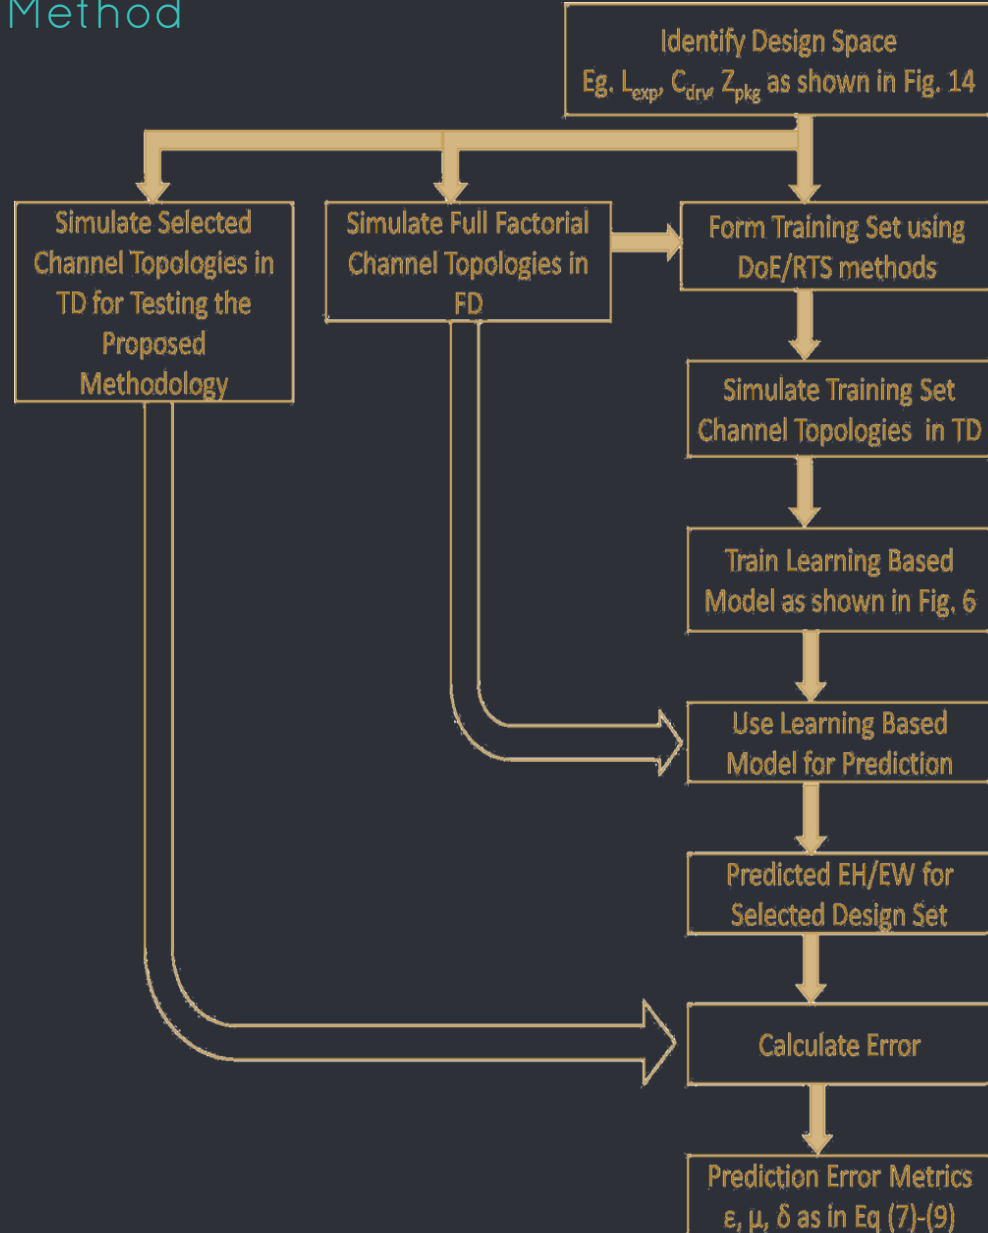 Method
Identify Design Space
Eg. Lexp, Cdrv, Zpkg as shown in Fig. 14
Simulate Selected
Channel Topologies in
TD for Testing the
Proposed
Methodology
Simulate Full Factorial
Channel Topologies in
FD
Form Training Set using
DoE/RTS methods
Simulate Training Set
Channel Topologies in TD
Train Learning Based
Model as shown in Fig. 6
Use Learning Based
Model for Prediction
Predicted EH/EW for
Selected Design Set
Calculate Error
Prediction Error Metrics
ε, μ, δ as in Eq (7)-(9)